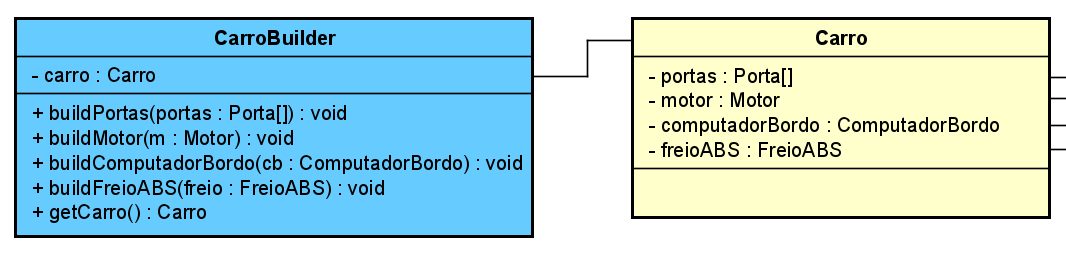 CarroBuilder
- carro : Carro
+ buildPortas(portas : Porta[]) : void
+ buildMotor(m : Motor) : void
+ buildComputadorBordo(cb : ComputadorBordo) : void
+ buildFreioABS(freio : FreioABS) : void
+ getCarro() : Carro
Carro
- portas : Porta[]
- motor : Motor
- computadorBordo : ComputadorBordo
- freioABS : FreioABS